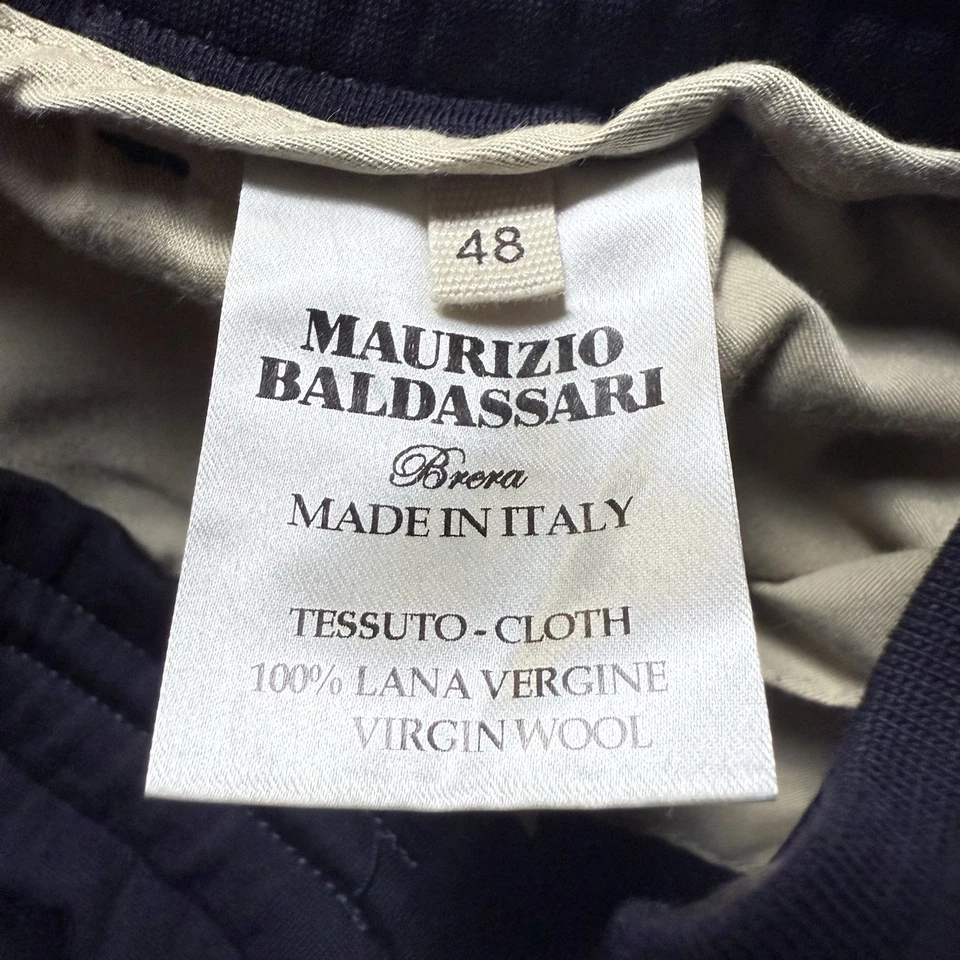 48
MAURIZIO
BALDASSARI
Brera
MADE IN ITALY
TESSUTO - CLOTH
100% LANA VERGINE
VIRGIN WOOL